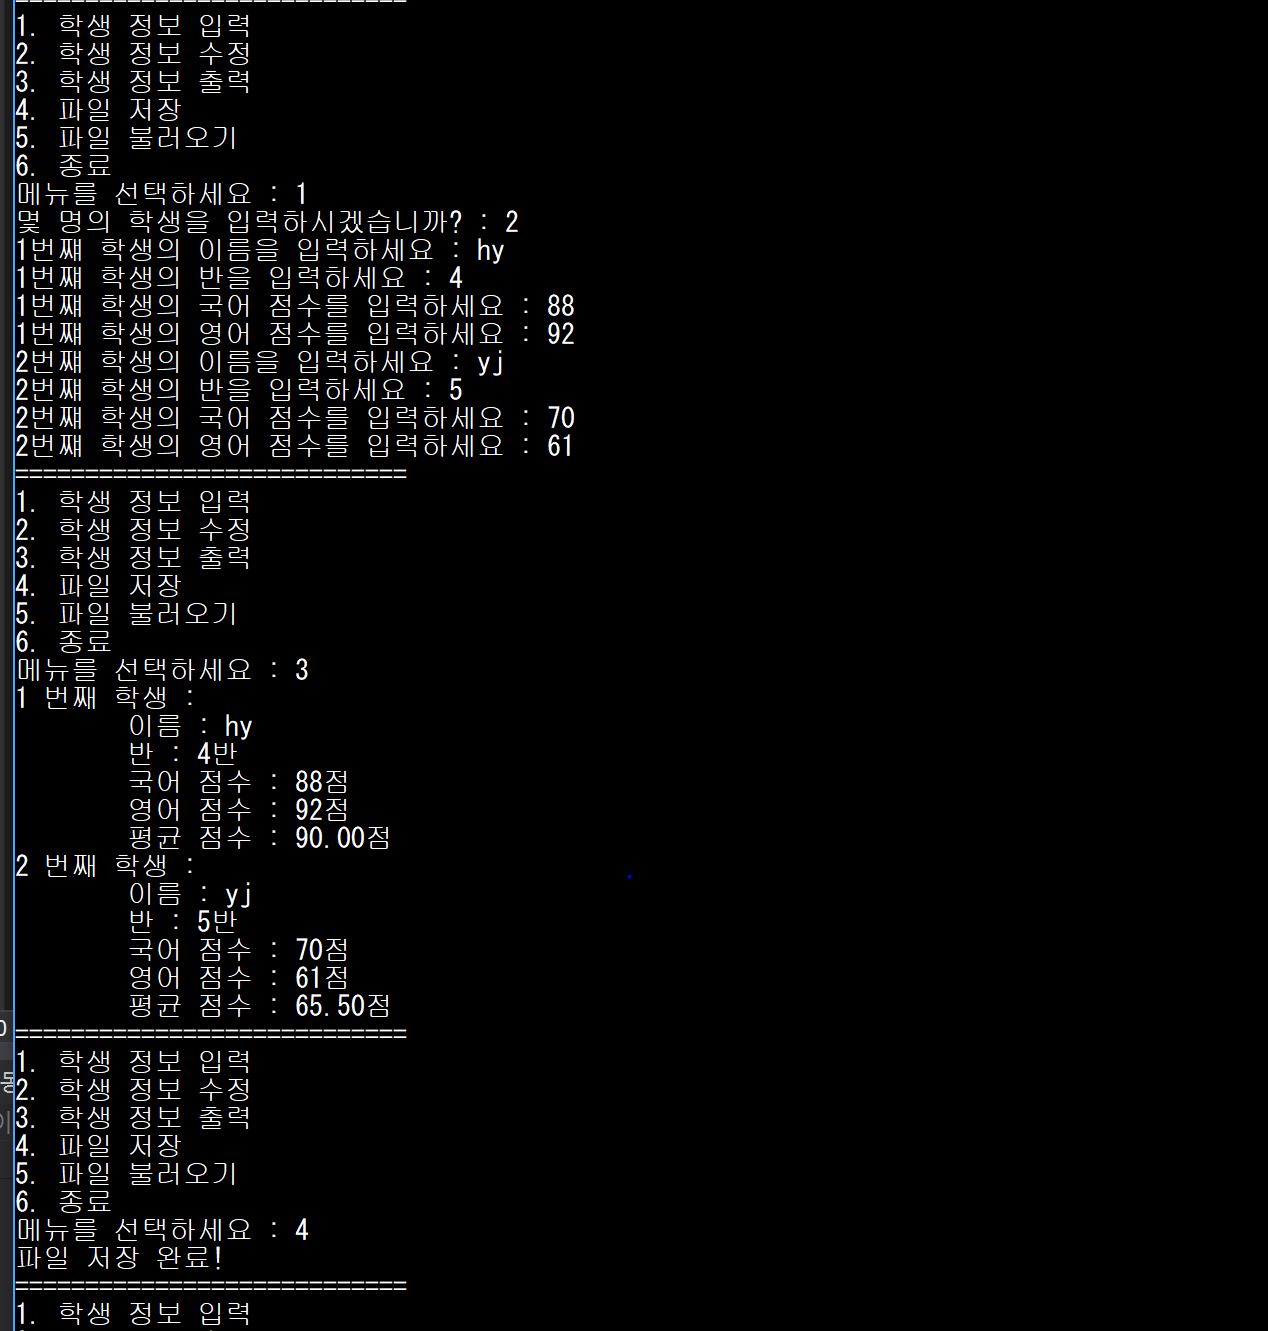 ============================
1. 학생 정보 입력
2. 학생 정보 수정
3. 학생 정보 출력
4. 파일 저장
5. 파일 불러오기
6. 종료
메뉴를 선택하세요 : 1
몇 명의 학생을 입력하시겠습니까? : 2
1번째 학생의 이름을 입력하세요 : hy
1번째 학생의 반을 입력하세요 : 4
1번째 학생의 국어 점수를 입력하세요 : 88
1번째 학생의 영어 점수를 입력하세요 : 92
2번째 학생의 이름을 입력하세요 : yj
2번째 학생의 반을 입력하세요 : 5
2번째 학생의 국어 점수를 입력하세요 : 70
2번째 학생의 영어 점수를 입력하세요 : 61
============================
1. 학생 정보 입력
2. 학생 정보 수정
3. 학생 정보 출력
4. 파일 저장
5. 파일 불러오기
6. 종료
메뉴를 선택하세요 : 3
1 번째 학생 :
이름 : hy
반 : 4반
국어 점수 : 88점
영어 점수 : 92점
평균 점수 : 90.00점
2 번째 학생 :
이름 : yj
반 : 5반
국어 점수 : 70점
영어 점수 : 61점
평균 점수 : 65.50점
============================
1. 학생 정보 입력
2. 학생 정보 수정
3. 학생 정보 출력
4. 파일 저장
5. 파일 불러오기
6. 종료
메뉴를 선택하세요 : 4
파일 저장 완료!
============================
1. 학생 정보 입력